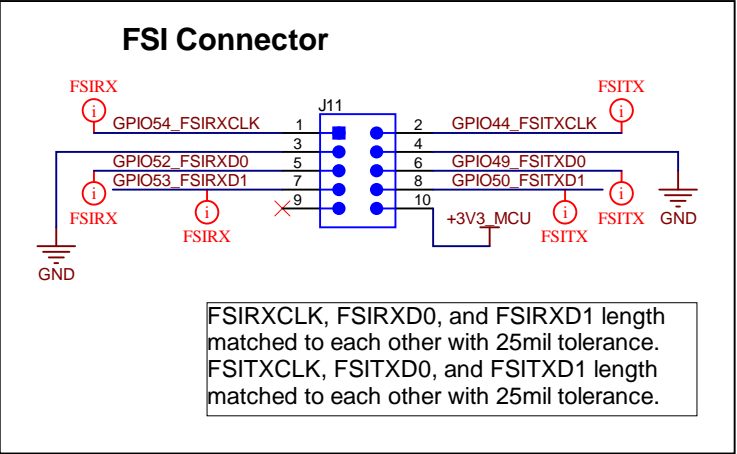 FSI Connector
FSIRX
FSITX
i
i
J11
GPIO54_FSIRXCLK 1 2 GPIO44_FSITXCLK
3 4
GPIO52_FSIRXD0 5 6 GPIO49_FSITXD0
GPIO53_FSIRXD1 7 8 GPIO50_FSITXD1
i
i
i
i
9 10
FSIRX
FSIRX
+3V3_MCU
FSITX
FSITX
GND
GND
FSIRXCLK, FSIRXD0, and FSIRXD1 length
matched to each other with 25mil tolerance.
FSITXCLK, FSITXD0, and FSITXD1 length
matched to each other with 25mil tolerance.